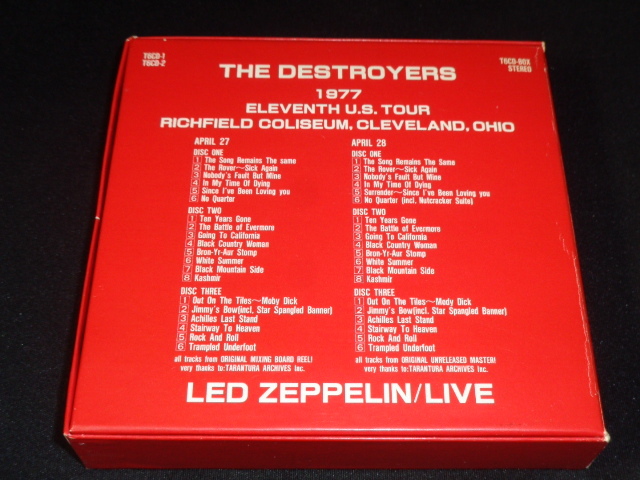 T6CD-1
T6CD-2
T6CD-BOX
STEREO
THE DESTROYERS
1977
ELEVENTH U.S. TOUR
RICHFIELD COLISEUM, CLEVELAND, OHIO
APRIL 27
DISC ONE
1 The Song Remains The same
2 The Rover~Sick Again
3 Nobody's Fault But Mine
4 In My Time Of Dying
5 Since I've Been Loving you
6 No Quarter
DISC TWO
1 Ten Years Gone
2 The Battle of Evermore
3 Going To California
4 Black Country Woman
5 Bron-Yr-Aur Stomp
6 White Summer
7 Black Mountain Side
8 Kashmir
DISC THREE
1 Out On The Tiles~Moby Dick
2 Jimmy's Bow(incl. Star Spangled Banner)
3 Achilles Last Stand
4 Stairway To Heaven
5 Rock And Roll
6 Trampled Underfoot
all tracks from ORIGINAL MIXING BOARD REEL!
very thanks to:TARANTURA ARCHIVES Inc.
APRIL 28
DISC ONE
1 The Song Remains The Same
2 The Rover~Sick Again
3 Nobody's Fault But Mine
4 In My Time Of Dying
5 Surrender~Since I've Been Loving you
6 No Quarter (incl. Nutcracker Suite)
DISC TWO
1 Ten Years Gone
2 The Battle of Evermore
3 Going To California
4 Black Country Woman
5 Bron-Yr-Aur Stomp
6 White Summer
7 Black Mountain Side
8 Kashmir
DISC THREE
1 Out On The Tiles~Moby Dick
2 Jimmy's Bow(incl. Star Spangled Banner)
3 Achilles Last Stand
4 Stairway To Heaven
5 Rock And Roll
6 Trampled Underfoot
all tracks from ORIGINAL UNRELEASED MASTER!
very thanks to:TARANTURA ARCHIVES Inc.
LED ZEPPELIN/LIVE